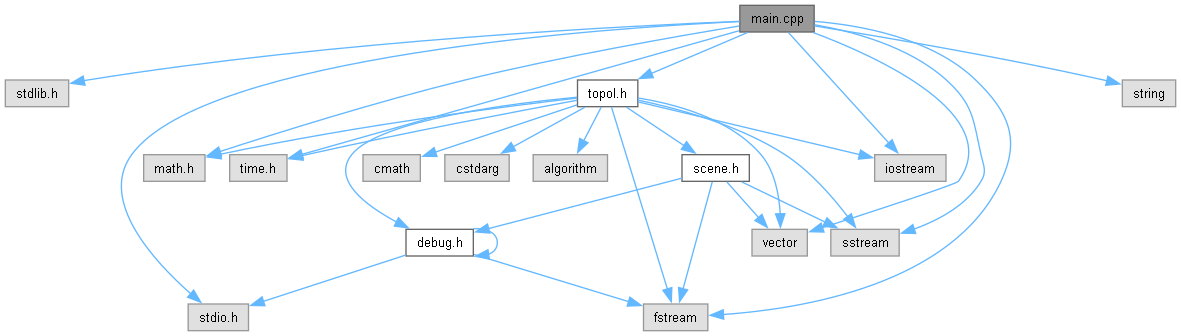 main.cpp
stdlib.h
topol.h
string
math.h
time.h
cmath
cstdarg
algorithm
scene.h
iostream
debug.h
vector
sstream
stdio.h
fstream